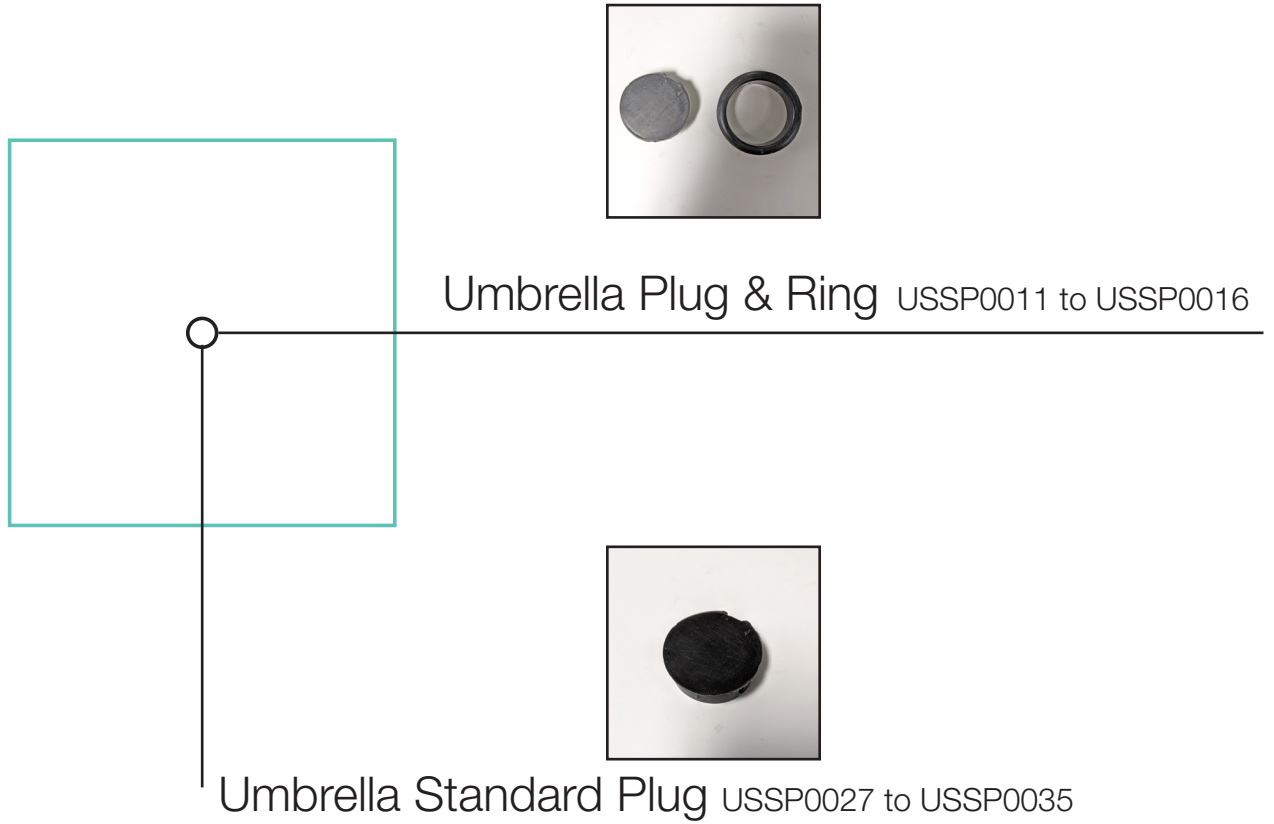 Umbrella Plug & Ring USSP0011 to USSP0016
Umbrella Standard Plug USSP0027 to USSP0035